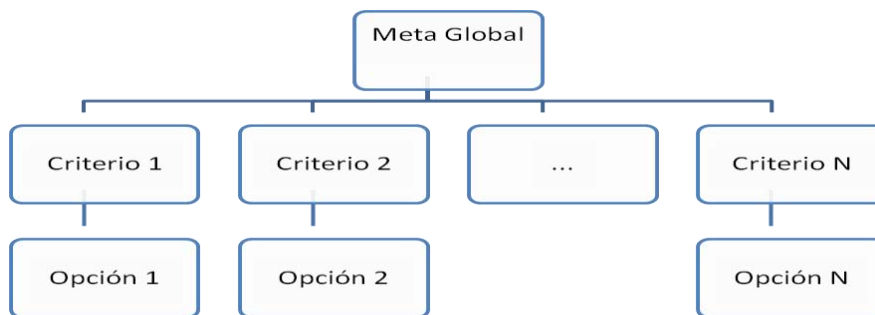 Meta Global
Criterio 1
Criterio 2
...
Criterio N
Opción 1
Opción 2
Opción N